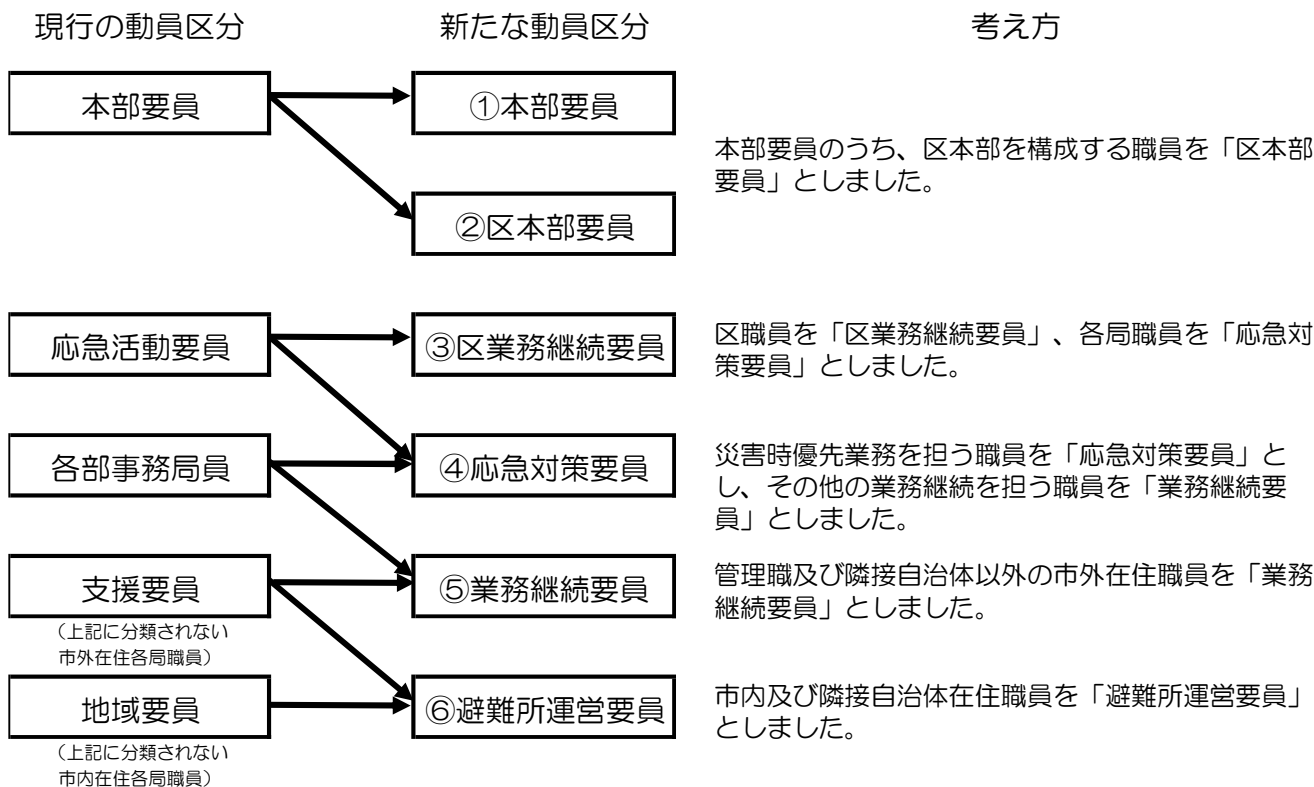 現行の動員区分
新たな動員区分
考え方
本部要員
①本部要員
②区本部要員
本部要員のうち、区本部を構成する職員を「区本部
要員」としました。
応急活動要員
③区業務継続要員
区職員を「区業務継続要員」、各局職員を「応急対
策要員」としました。
各部事務局員
④応急対策要員
災害時優先業務を担う職員を「応急対策要員」と
し、その他の業務継続を担う職員を「業務継続要
員」としました。
支援要員
(上記に分類されない
市外在住各局職員)
⑤業務継続要員
管理職及び隣接自治体以外の市外在住職員を「業務
継続要員」としました。
地域要員
(上記に分類されない
市内在住各局職員)
⑥避難所運営要員
市内及び隣接自治体在住職員を「避難所運営要員」
としました。